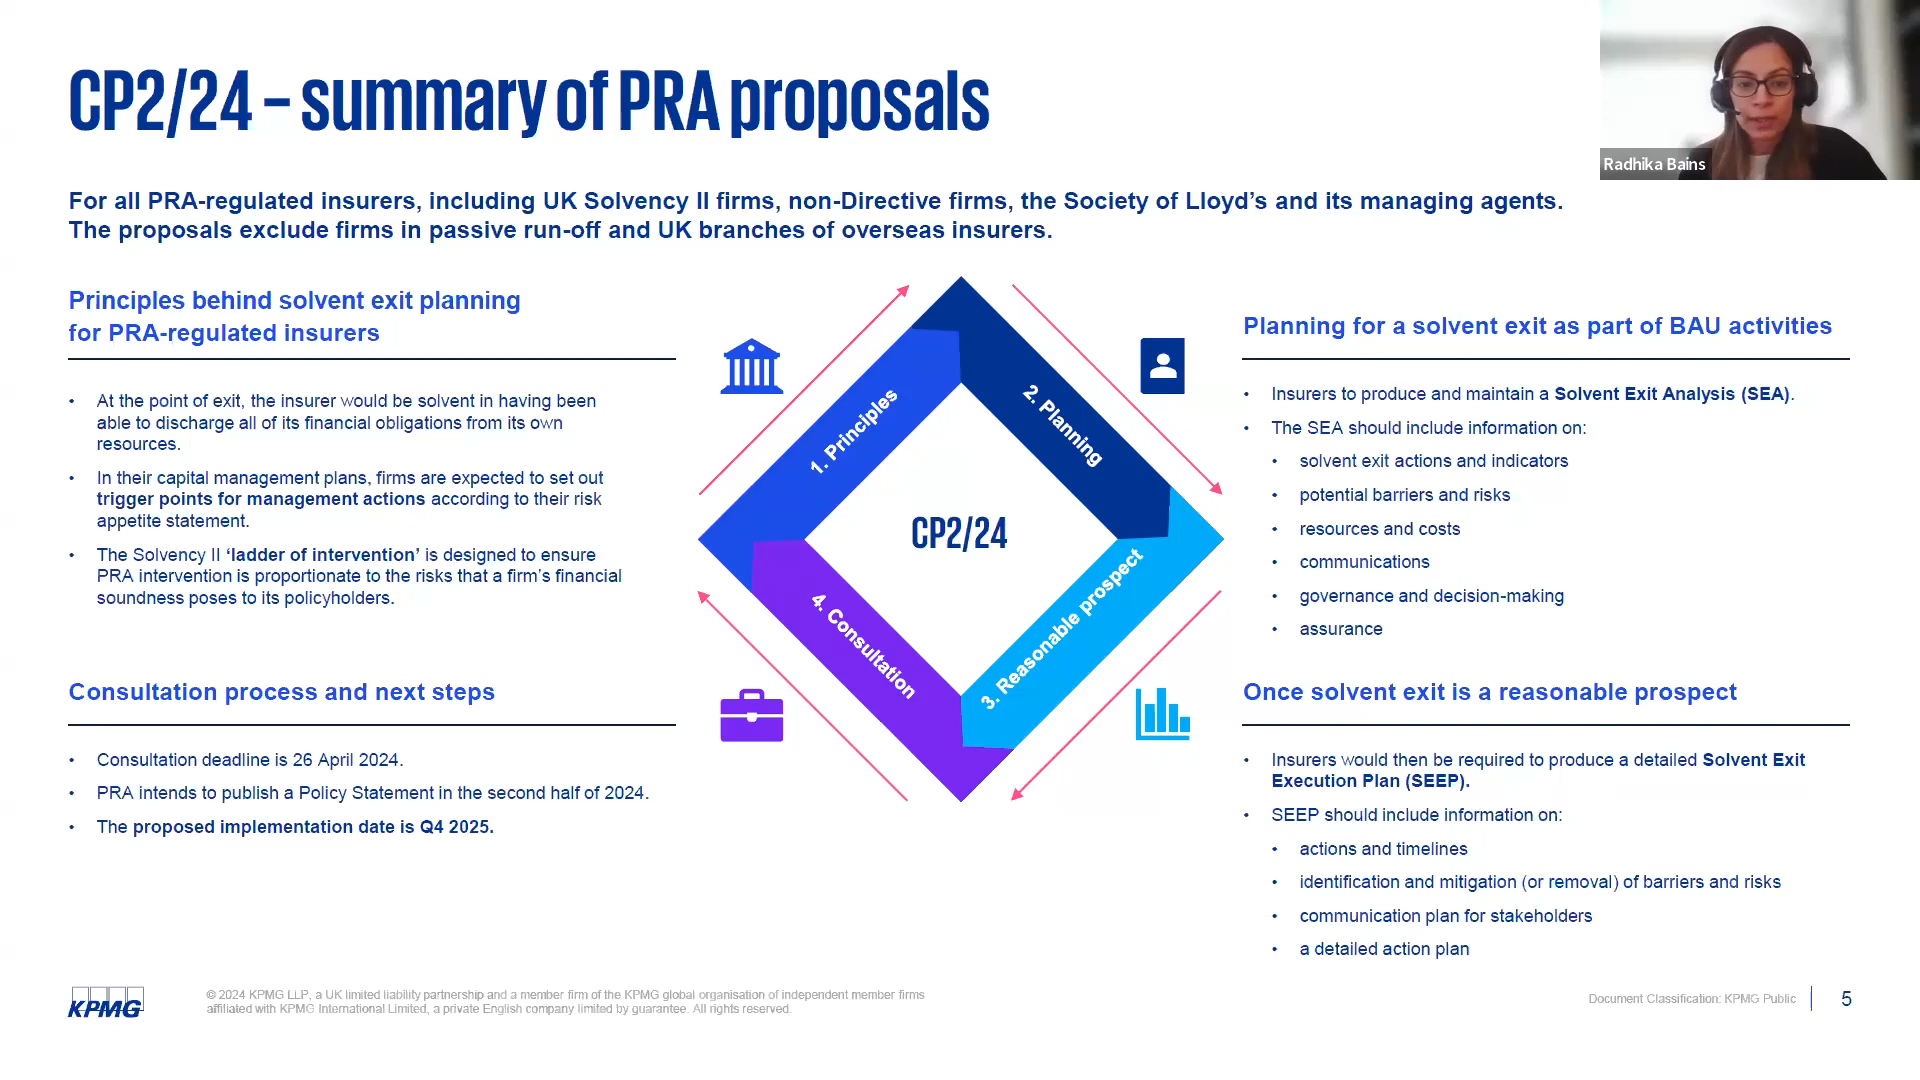 CP2/24 – summary of PRA proposals
Radhika Bains
For all PRA-regulated insurers, including UK Solvency II firms, non-Directive firms, the Society of Lloyd’s and its managing agents.
The proposals exclude firms in passive run-off and UK branches of overseas insurers.
Principles behind solvent exit planning
for PRA-regulated insurers
• At the point of exit, the insurer would be solvent in having been
able to discharge all of its financial obligations from its own
resources.
• In their capital management plans, firms are expected to set out
trigger points for management actions according to their risk
appetite statement.
• The Solvency II ‘ladder of intervention’ is designed to ensure
PRA intervention is proportionate to the risks that a firm’s financial
soundness poses to its policyholders.
1. Principles
2. Planning
CP2/24
3. Reasonable prospect
4. Consultation
Planning for a solvent exit as part of BAU activities
• Insurers to produce and maintain a Solvent Exit Analysis (SEA).
• The SEA should include information on:
• solvent exit actions and indicators
• potential barriers and risks
• resources and costs
• communications
• governance and decision-making
• assurance
Consultation process and next steps
• Consultation deadline is 26 April 2024.
• PRA intends to publish a Policy Statement in the second half of 2024.
• The proposed implementation date is Q4 2025.
Once solvent exit is a reasonable prospect
• Insurers would then be required to produce a detailed Solvent Exit
Execution Plan (SEEP).
• SEEP should include information on:
• actions and timelines
• identification and mitigation (or removal) of barriers and risks
• communication plan for stakeholders
• a detailed action plan
KPMG
© 2024 KPMG LLP, a UK limited liability partnership and a member firm of the KPMG global organisation of independent member firms
affiliated with KPMG International Limited, a private English company limited by guarantee. All rights reserved.
Document Classification: KPMG Public
5